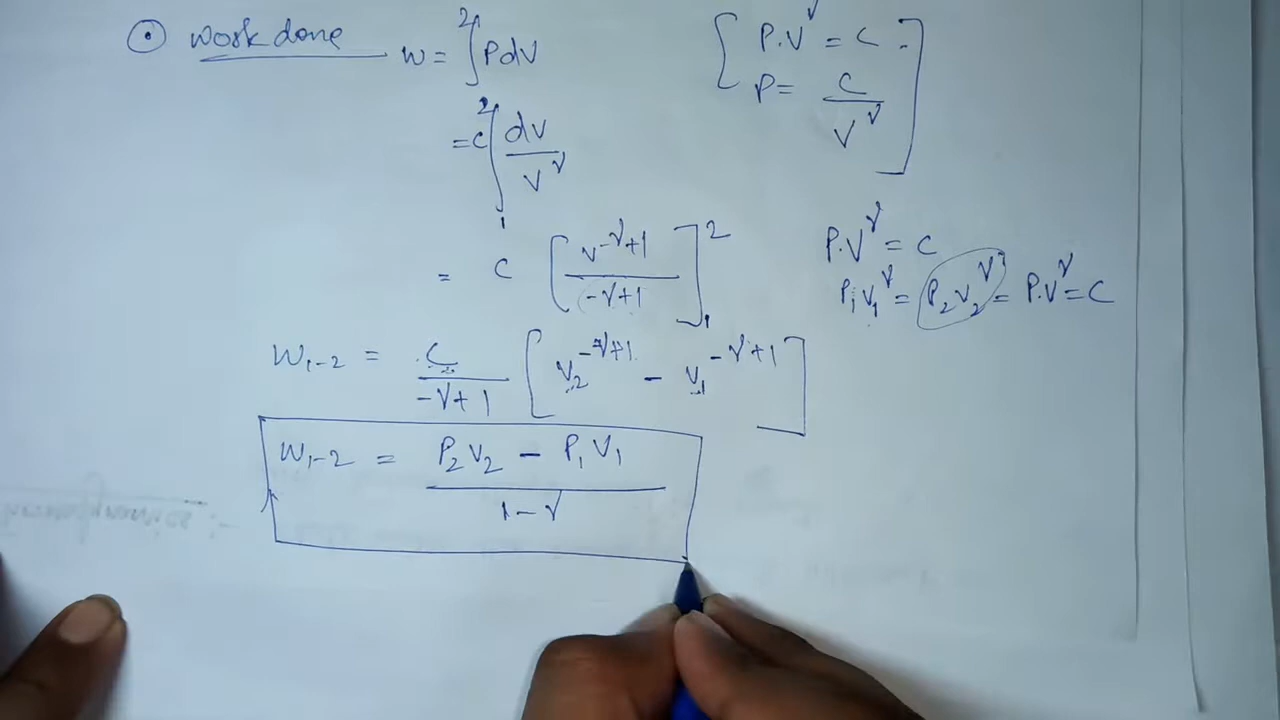 ⊙ Work done W = ∫₁² PdV
[P.V^γ = C.
P = C/V^γ]
= C ∫₁² dV/V^γ
= C [V^(-γ+1)/(-γ+1)]₁²
P.V^γ = C
P₁V₁^γ = P₂V₂^γ = P.V^γ = C
W₁₋₂ = C/(-γ+1) [V₂^(-γ+1) - V₁^(-γ+1)]
W₁₋₂ = (P₂V₂ - P₁V₁)/(1-γ)